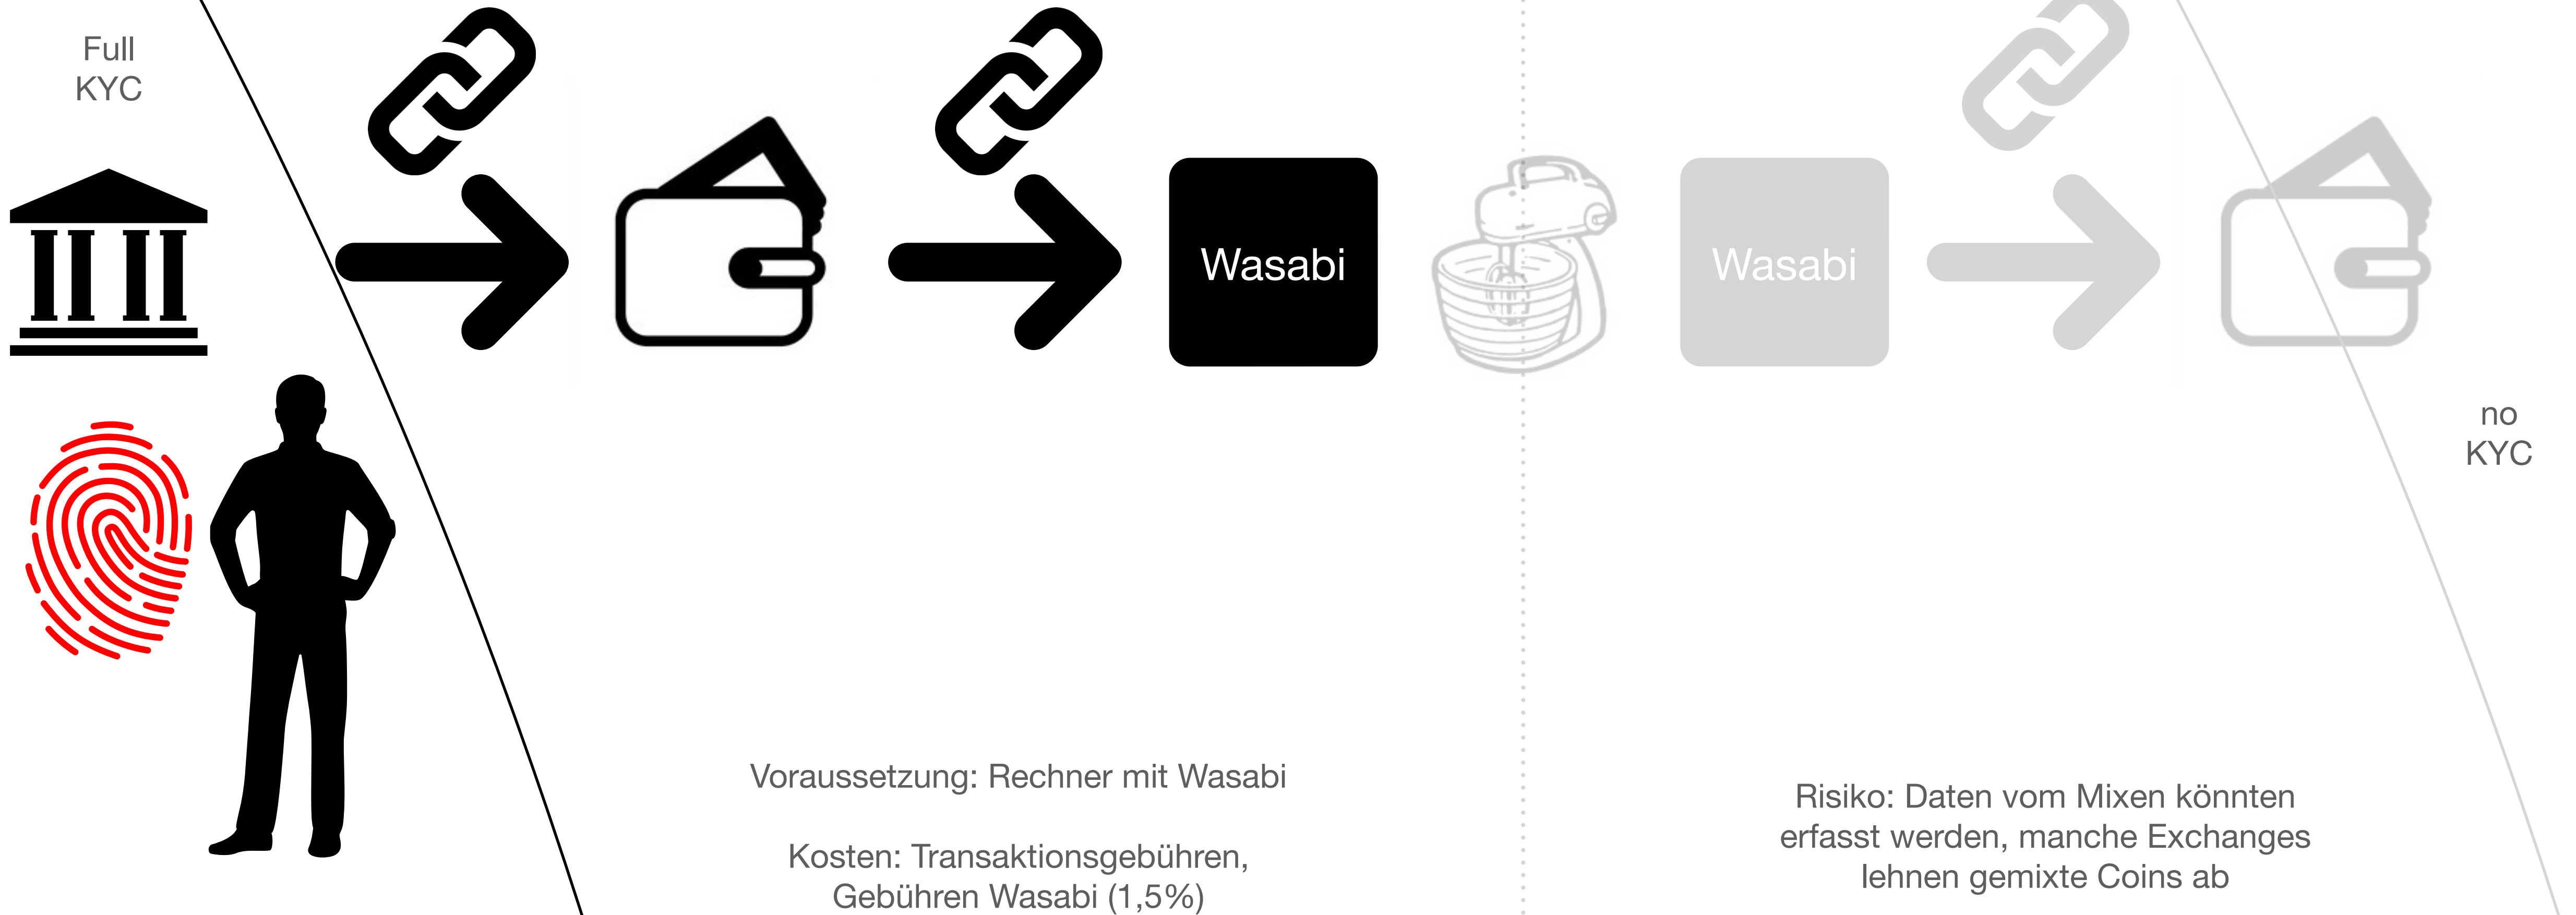 Full
KYC
Wasabi
Wasabi
no
KYC
Voraussetzung: Rechner mit Wasabi
Kosten: Transaktionsgebühren,
Gebühren Wasabi (1,5%)
Risiko: Daten vom Mixen könnten
erfasst werden, manche Exchanges
lehnen gemixte Coins ab